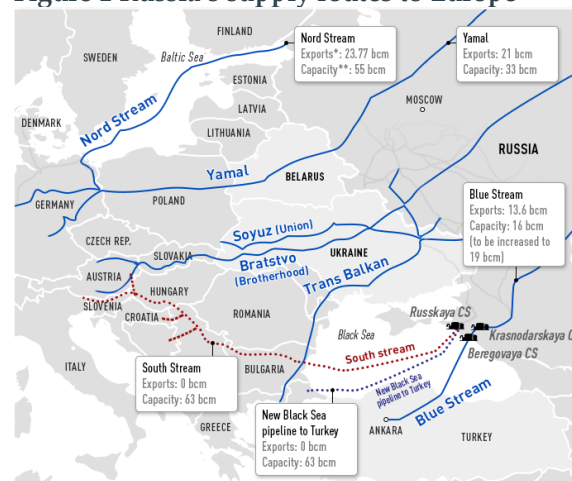 Figure 1 Russia's supply routes to Europe
FINLAND
SWEDEN
Baltic Sea
Nord Stream
Exports*: 23.77 bcm
Capacity**: 55 bcm
Yamal
Exports: 21 bcm
Capacity: 33 bcm
ESTONIA
LATVIA
MOSCOW
DENMARK
LITHUANIA
Nord Stream
RUSSIA
BELARUS
Yamal
GERMANY
POLAND
Blue Stream
Exports: 13.6 bcm
Capacity: 16 bcm
(to be increased to
19 bcm)
CZECH REP.
Soyuz (Union)
SLOVAKIA
Bratstvo
(Brotherhood)
UKRAINE
AUSTRIA
HUNGARY
Trans Balkan
SLOVENIA
CROATIA
ROMANIA
Russkaya CS
Black Sea
Krasnodarskaya C
Beregovaya CS
ITALY
South stream
South Stream
Exports: 0 bcm
Capacity: 63 bcm
BULGARIA
New Black Sea
pipeline to Turkey
Blue Stream
New Black Sea
pipeline to Turkey
Exports: 0 bcm
Capacity: 63 bcm
GREECE
ANKARA
TURKEY